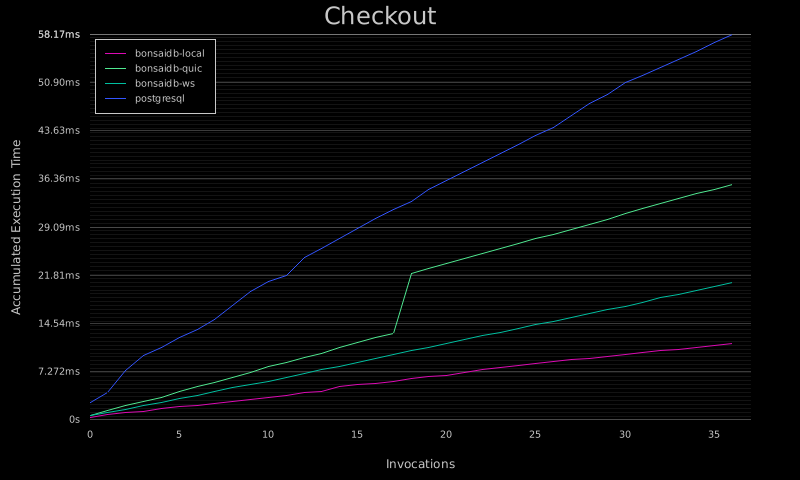 Checkout
58.17ms
50.90ms
43.63ms
36.36ms
29.09ms
21.81ms
14.54ms
7.272ms
0s
Accumulated Execution Time
bonsaidb-local
bonsaidb-quic
bonsaidb-ws
postgresql
0 5 10 15 20 25 30 35
Invocations